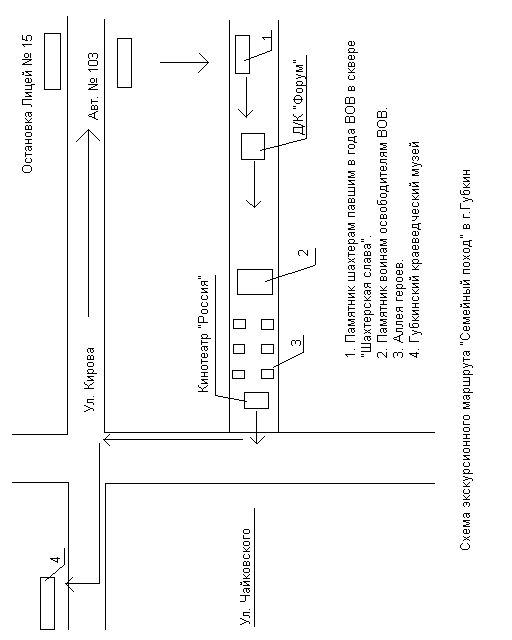 Остановка Лицей № 15
Авт. № 103
Ул. Кирова
1
Д/К "Форум"
2
Кинотеатр "Россия"
3
4
Ул. Чайковского
1. Памятник шахтерам павшим в года ВОВ в сквере
"Шахтерская слава".
2. Памятник воинам освободителям ВОВ.
3. Аллея героев.
4. Губкинский краеведческий музей
Схема экскурсионного маршрута "Семейный поход" в г.Губкин